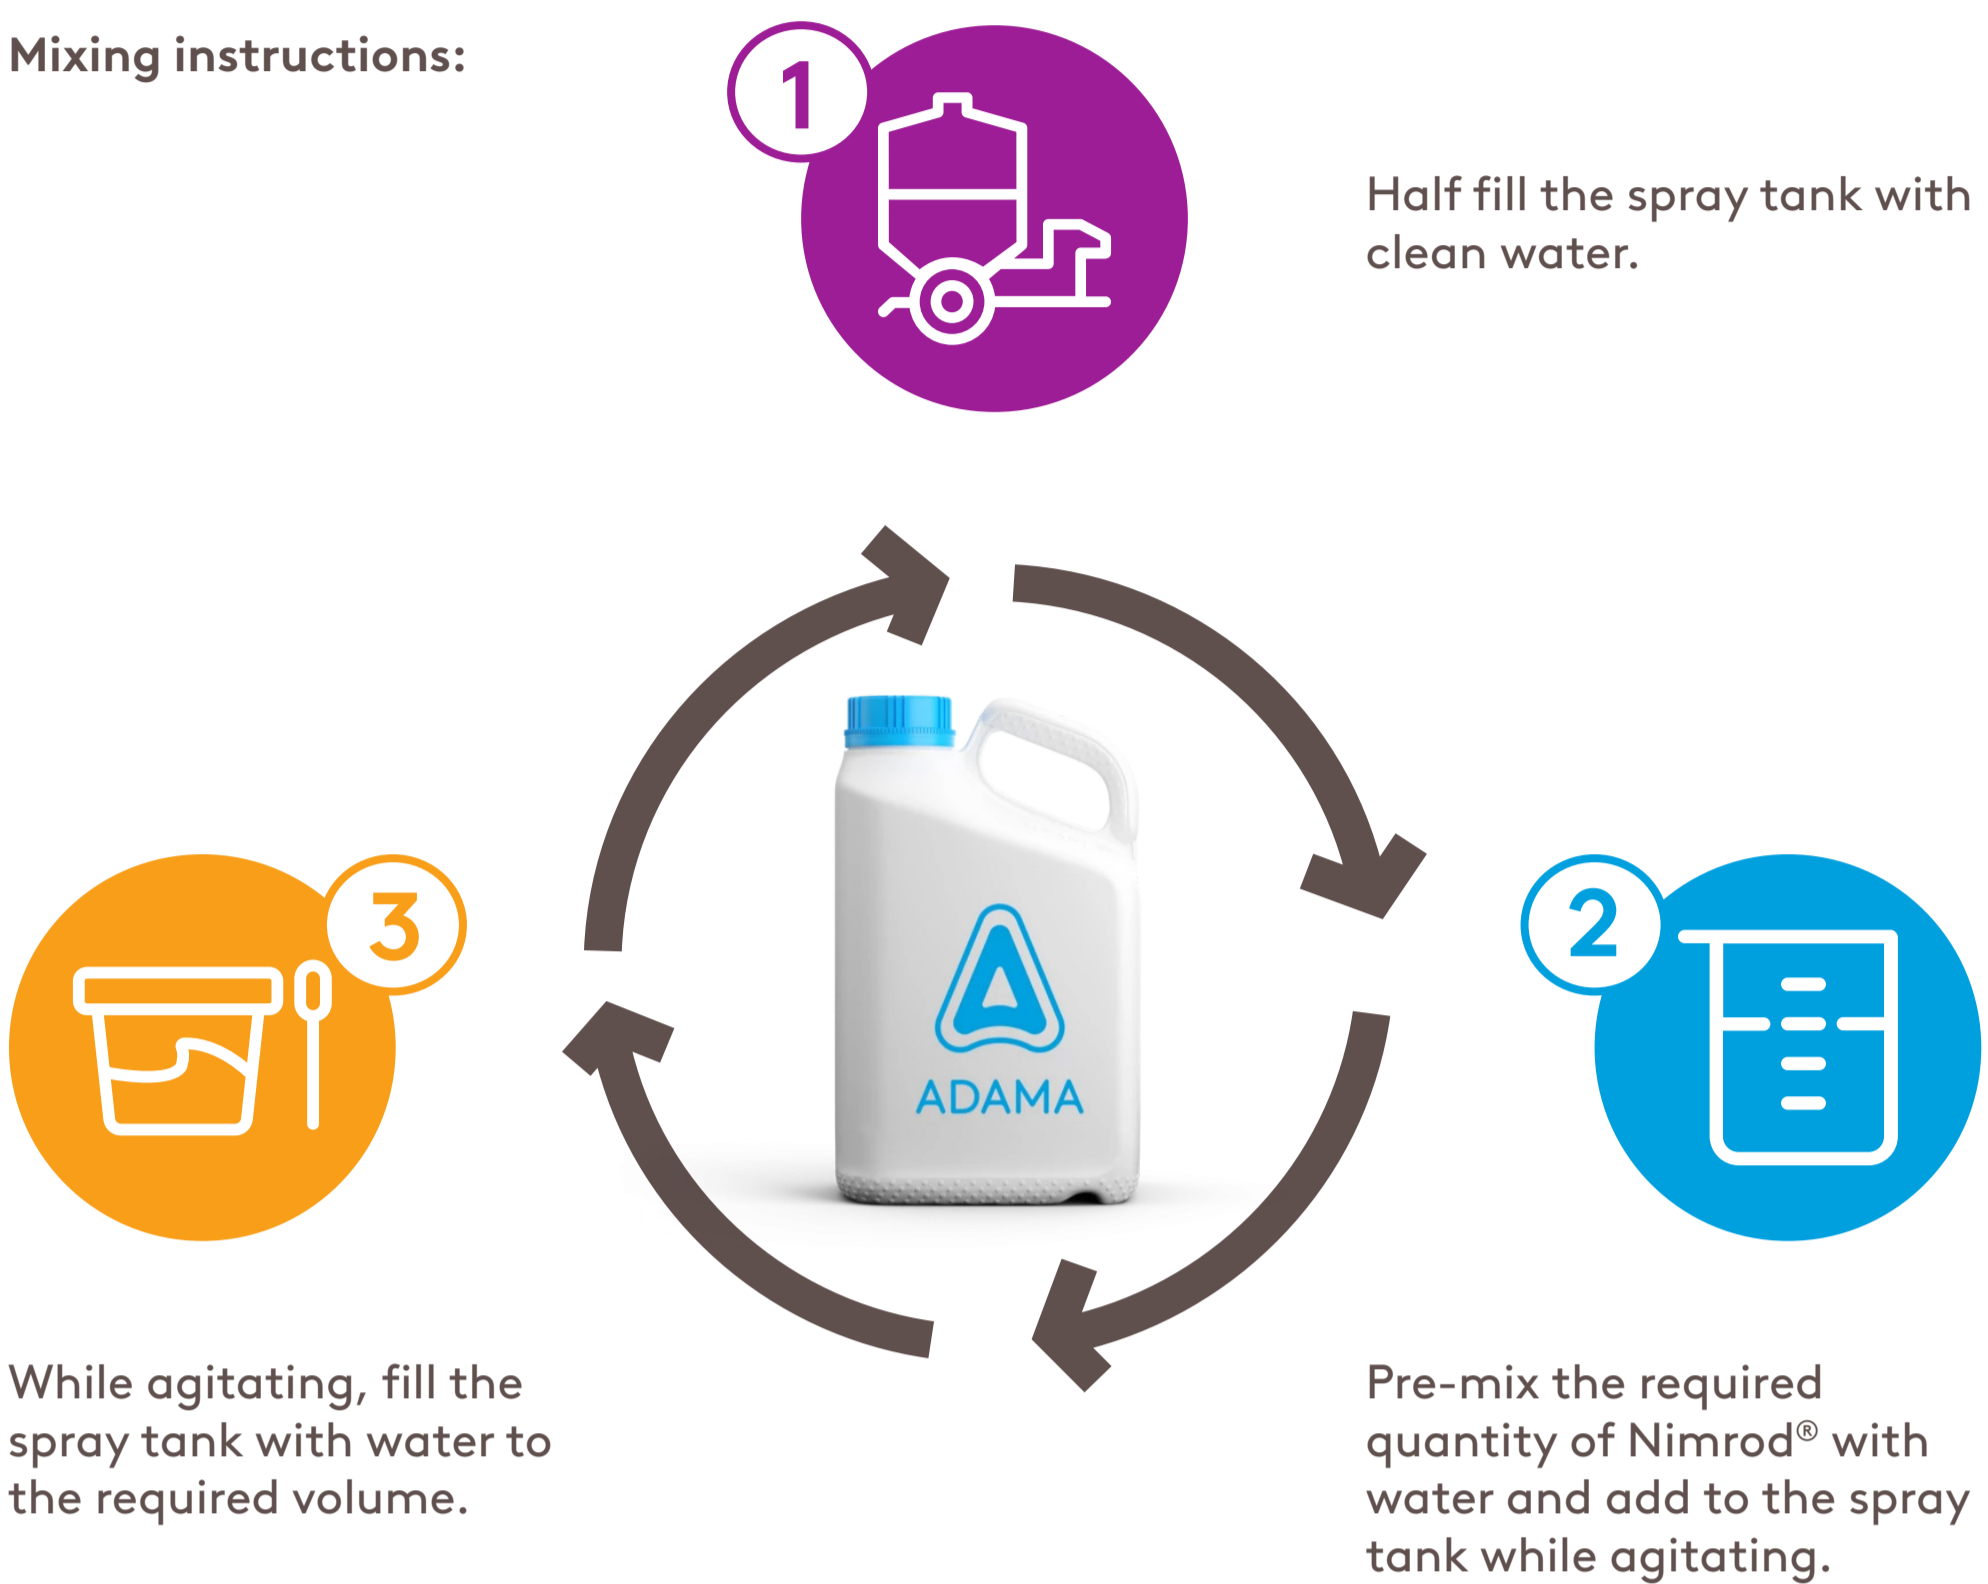 Mixing instructions:
1
Half fill the spray tank with
clean water.
2
Pre-mix the required
quantity of Nimrod® with
water and add to the spray
tank while agitating.
3
While agitating, fill the
spray tank with water to
the required volume.
ADAMA